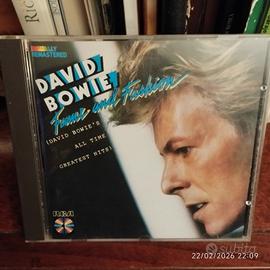 DIGITALLY
REMASTERED
DAVID
BOWIE
Fame and Fashion
(DAVID BOWIE'S
ALL TIME
GREATEST HITS)
RCA
subito
22/02/2026 22:09